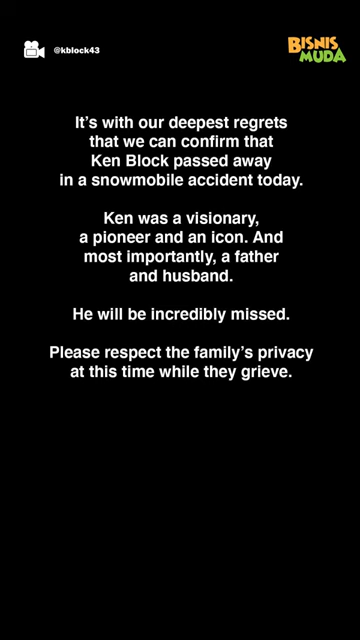 @kblock43
BISNIS
MUDA
It's with our deepest regrets
that we can confirm that
Ken Block passed away
in a snowmobile accident today.
Ken was a visionary,
a pioneer and an icon. And
most importantly, a father
and husband.
He will be incredibly missed.
Please respect the family's privacy
at this time while they grieve.